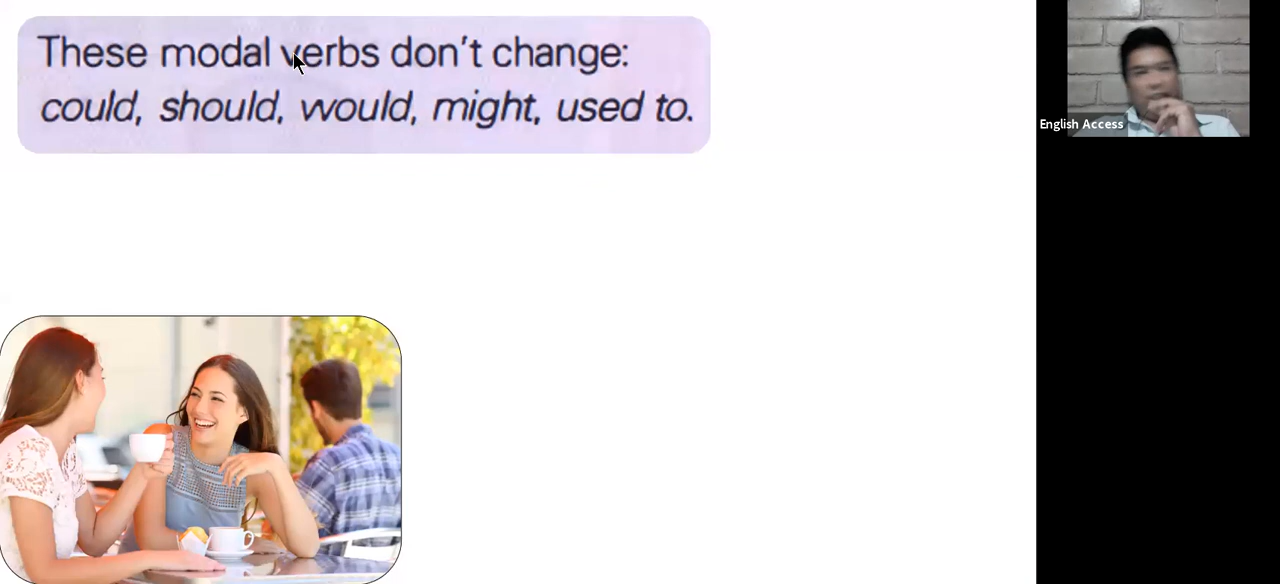 These modal verbs don't change:
could, should, would, might, used to.
English Access